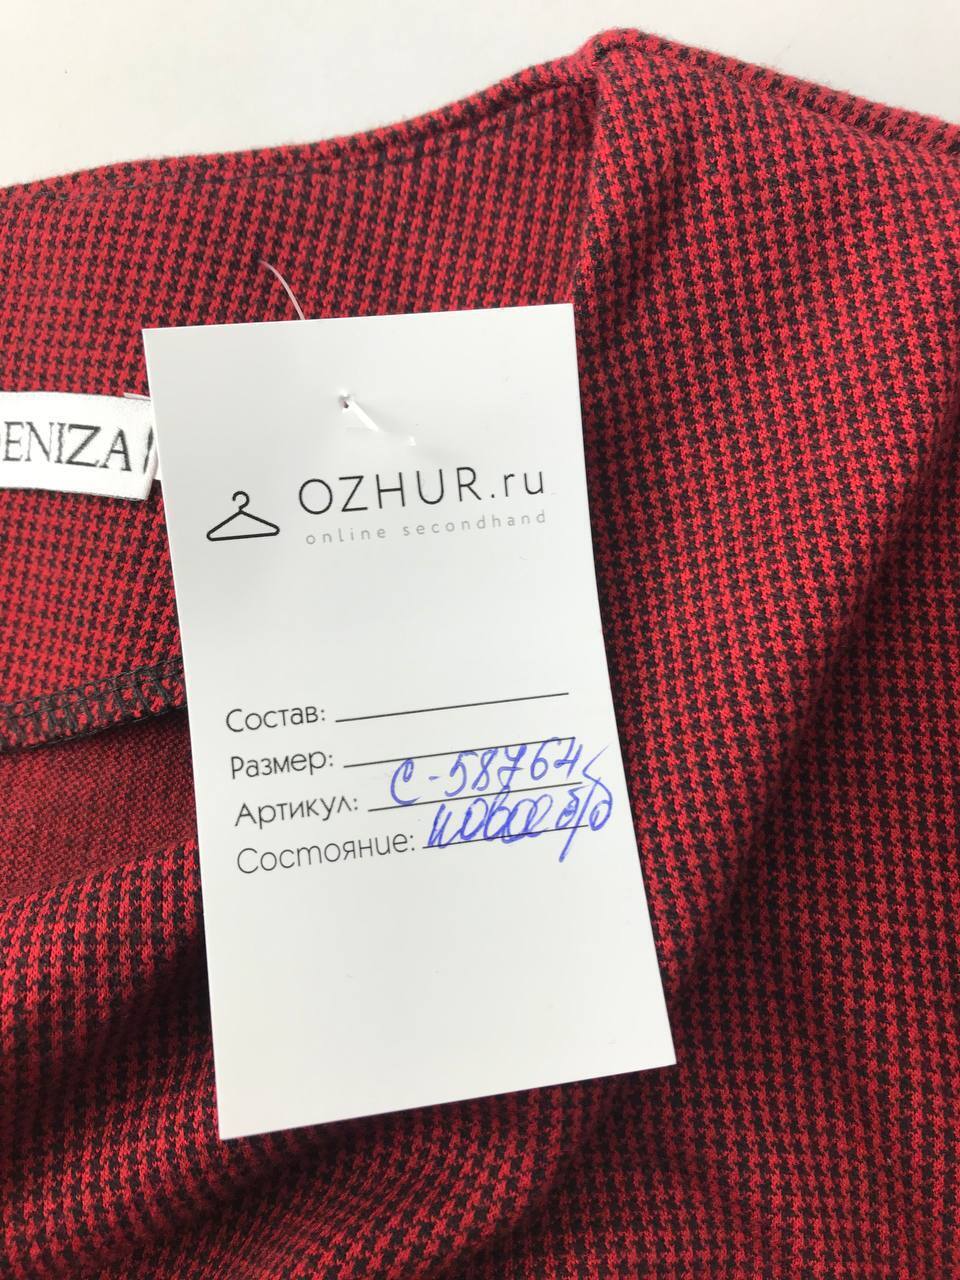 ENIZA
OZHUR.ru
online secondhand
Состав:
Размер:
Артикул: С-58764
Состояние: новое б/б